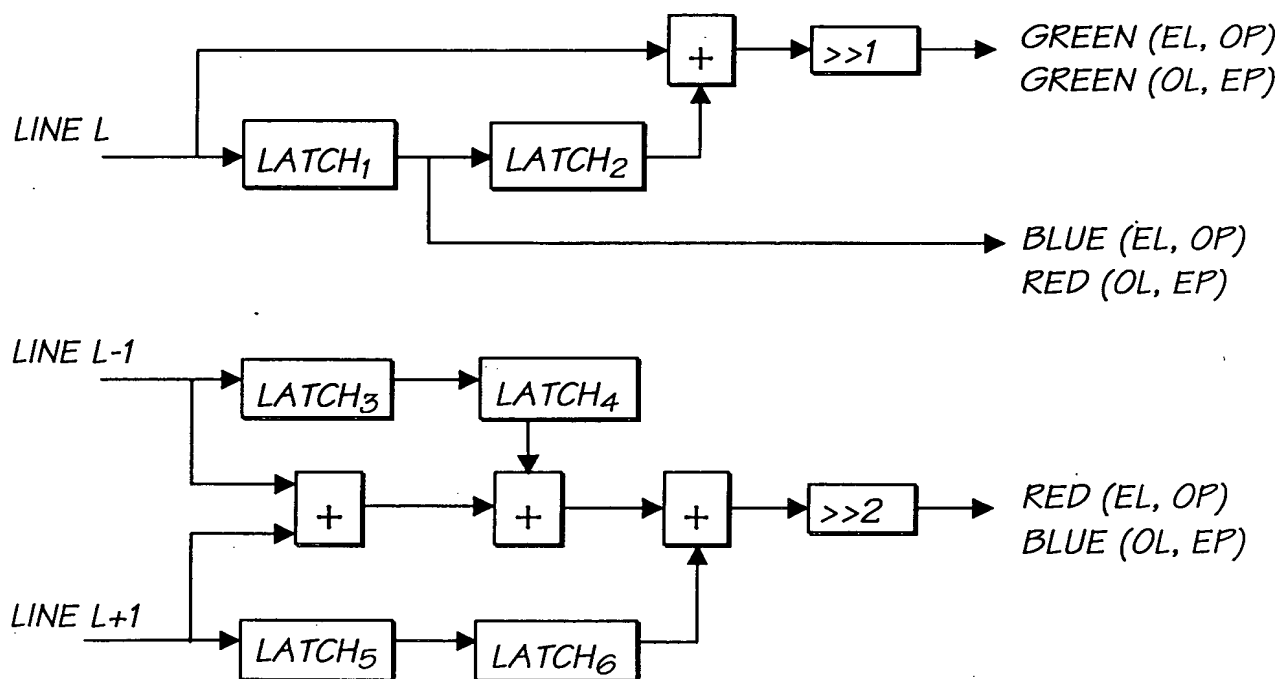 +
>>1
GREEN (EL, OP)
GREEN (OL, EP)
LINE L
LATCH1
LATCH2
BLUE (EL, OP)
RED (OL, EP)
LINE L-1
LATCH3
LATCH4
+
+
+
>>2
RED (EL, OP)
BLUE (OL, EP)
LINE L+1
LATCH5
LATCH6